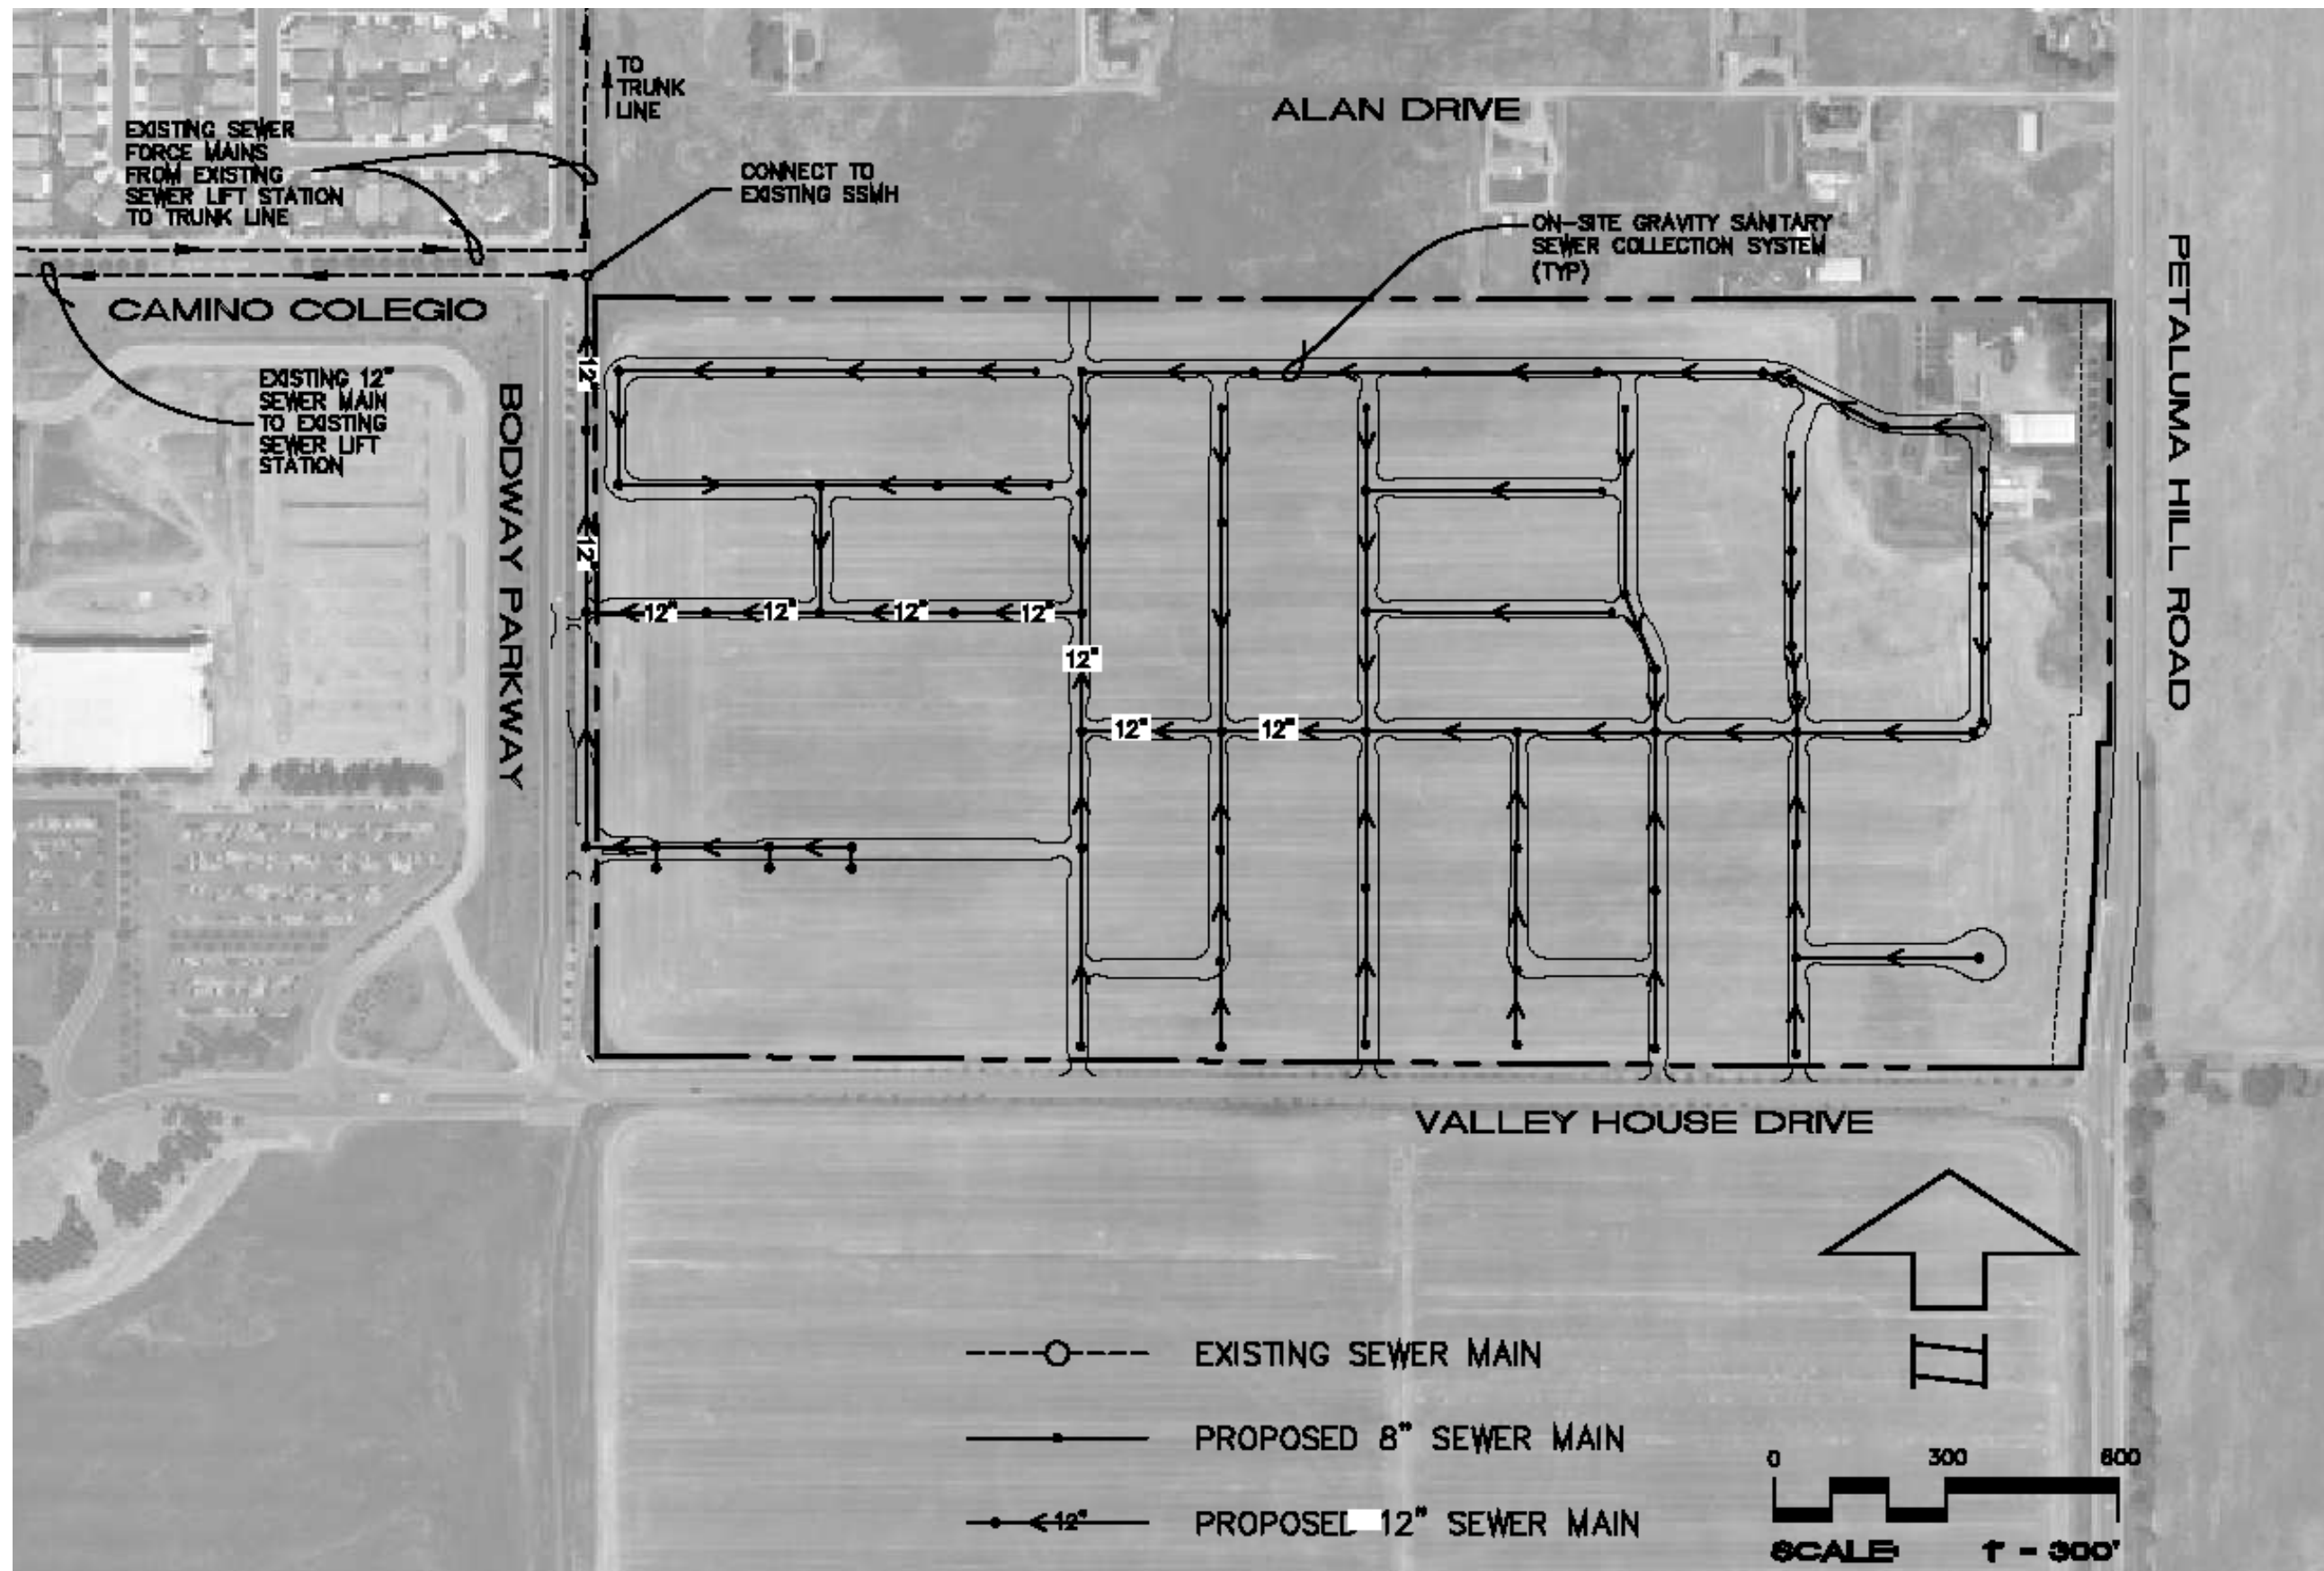 TO
TRUNK
LINE
ALAN DRIVE
EXISTING SEWER
FORCE MAINS
FROM EXISTING
SEWER LIFT STATION
TO TRUNK LINE
CONNECT TO
EXISTING SSMH
ON-SITE GRAVITY SANITARY
SEWER COLLECTION SYSTEM
(TYP)
CAMINO COLEGIO
PETALUMA HILL ROAD
EXISTING 12"
SEWER MAIN
TO EXISTING
SEWER LIFT
STATION
BODWAY PARKWAY
12"
12"
12"
12"
12"
12"
12"
12"
12"
VALLEY HOUSE DRIVE
EXISTING SEWER MAIN
PROPOSED 8" SEWER MAIN
12"
PROPOSED 12" SEWER MAIN
Z
0 300 600
SCALE: 1" = 300'